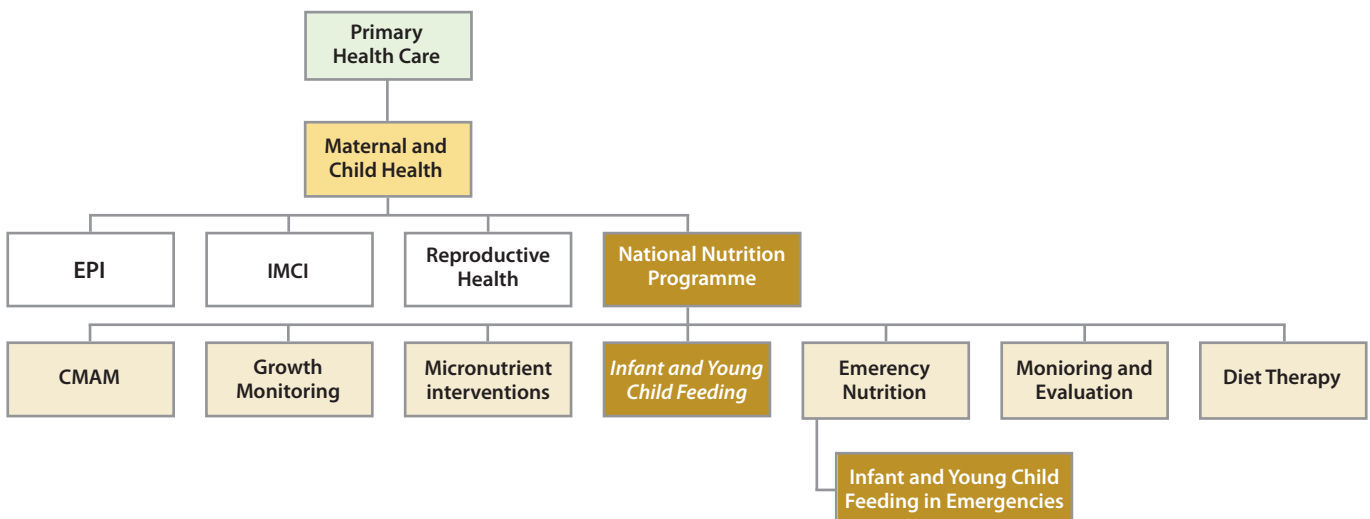 Primary
Health Care
Maternal and
Child Health
EPI
IMCI
Reproductive
Health
National Nutrition
Programme
CMAM
Growth
Monitoring
Micronutrient
interventions
Infant and Young
Child Feeding
Emerency
Nutrition
Monioring and
Evaluation
Diet Therapy
Infant and Young Child
Feeding in Emergencies